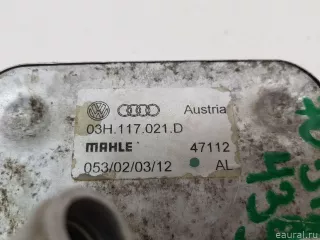 Austria
03H.117.021.D
MAHLE 47112
053/02/03/12 AL
eaural.ru